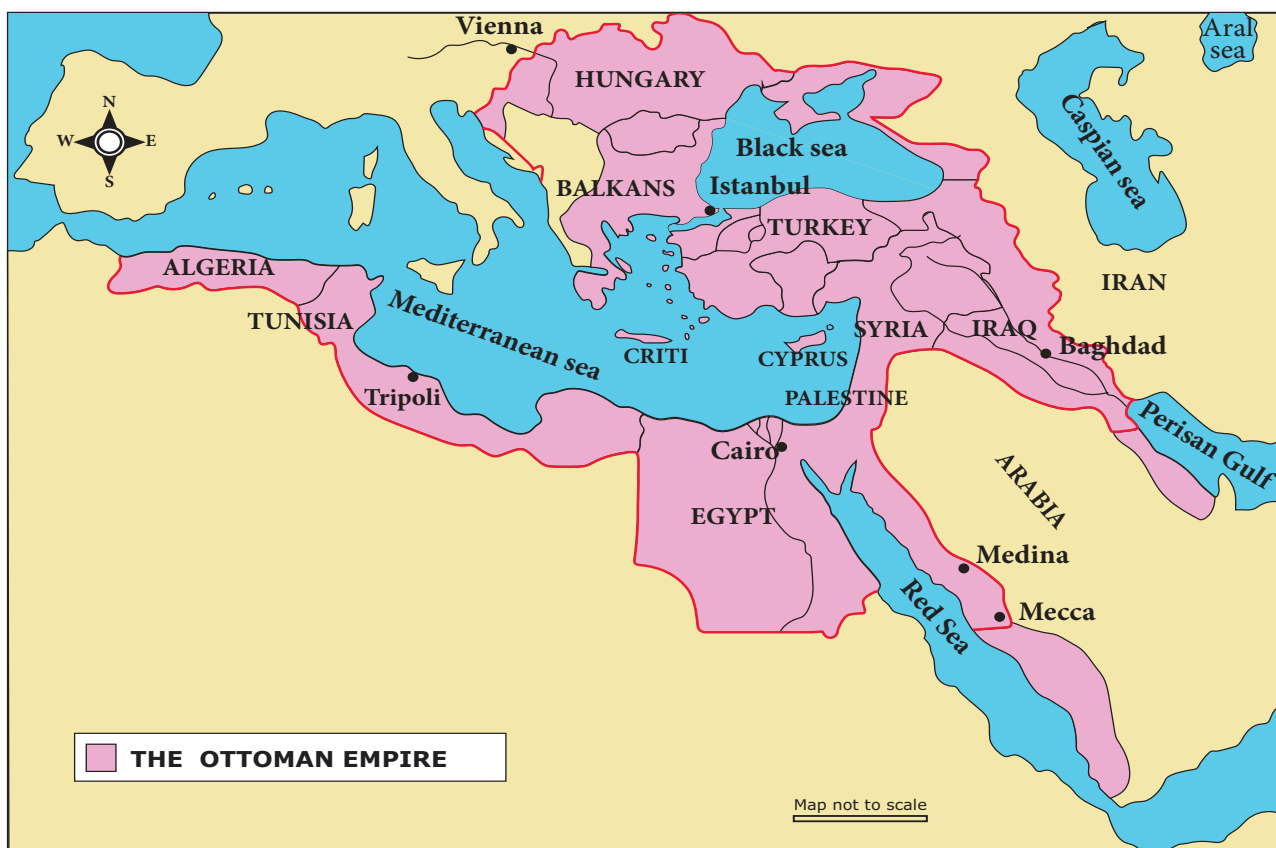 Vienna
Aral
sea
HUNGARY
Caspian sea
N
W E
S
Black sea
BALKANS
Istanbul
TURKEY
ALGERIA
IRAN
TUNISIA
Mediterranean sea
SYRIA
IRAQ
CRITI
CYPRUS
Baghdad
Tripoli
PALESTINE
Perisan Gulf
Cairo
ARABIA
EGYPT
Medina
Red Sea
Mecca
THE OTTOMAN EMPIRE
Map not to scale